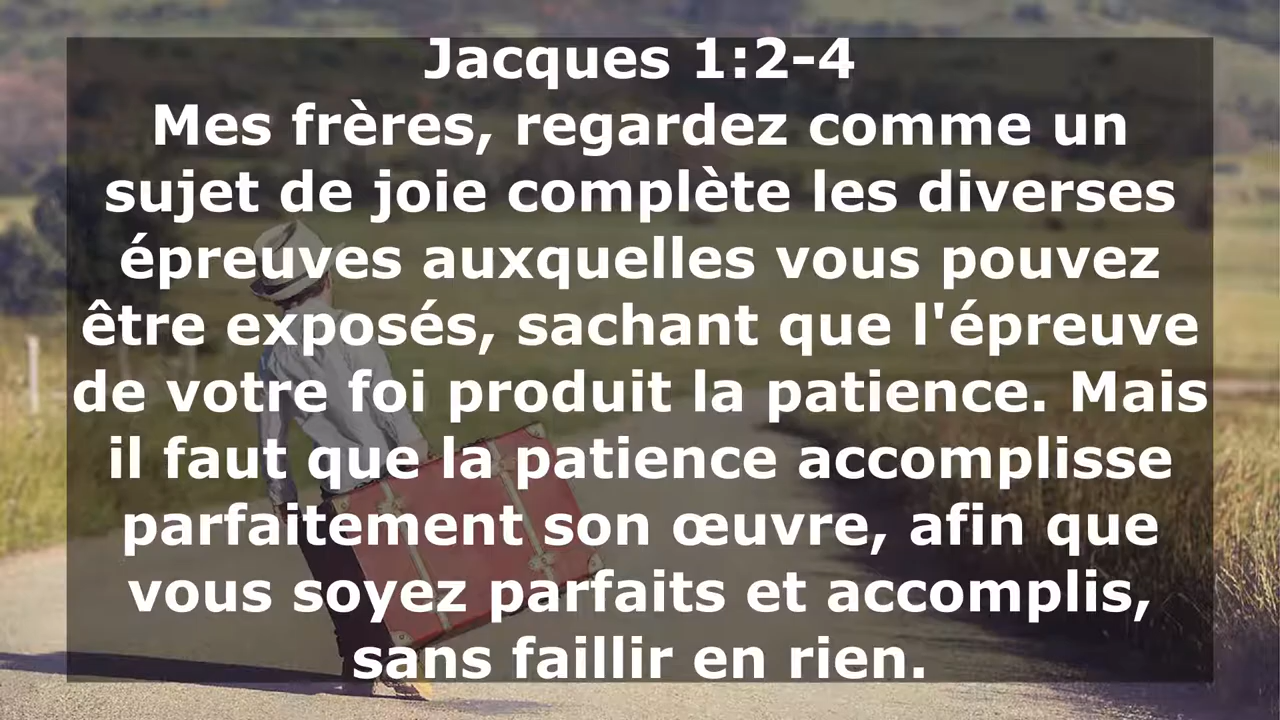 Jacques 1:2-4
Mes frères, regardez comme un
sujet de joie complète les diverses
épreuves auxquelles vous pouvez
être exposés, sachant que l'épreuve
de votre foi produit la patience. Mais
il faut que la patience accomplisse
parfaitement son œuvre, afin que
vous soyez parfaits et accomplis,
sans faillir en rien.